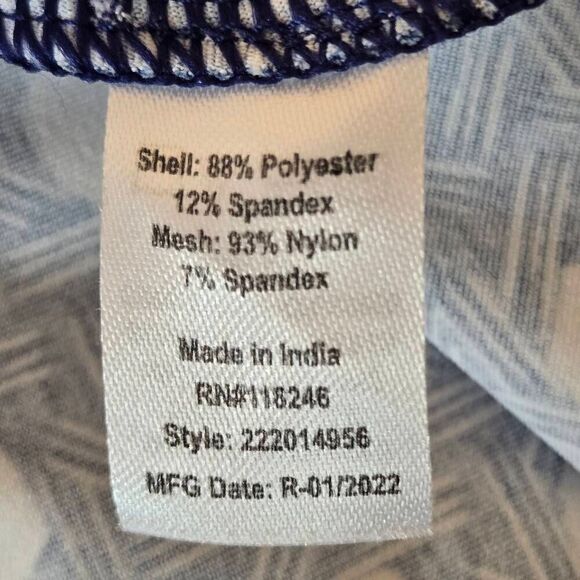 Shell: 88% Polyester
12% Spandex
Mesh: 93% Nylon
7% Spandex
Made in India
RN#118246
Style: 222014956
MFG Date: R-01/2022